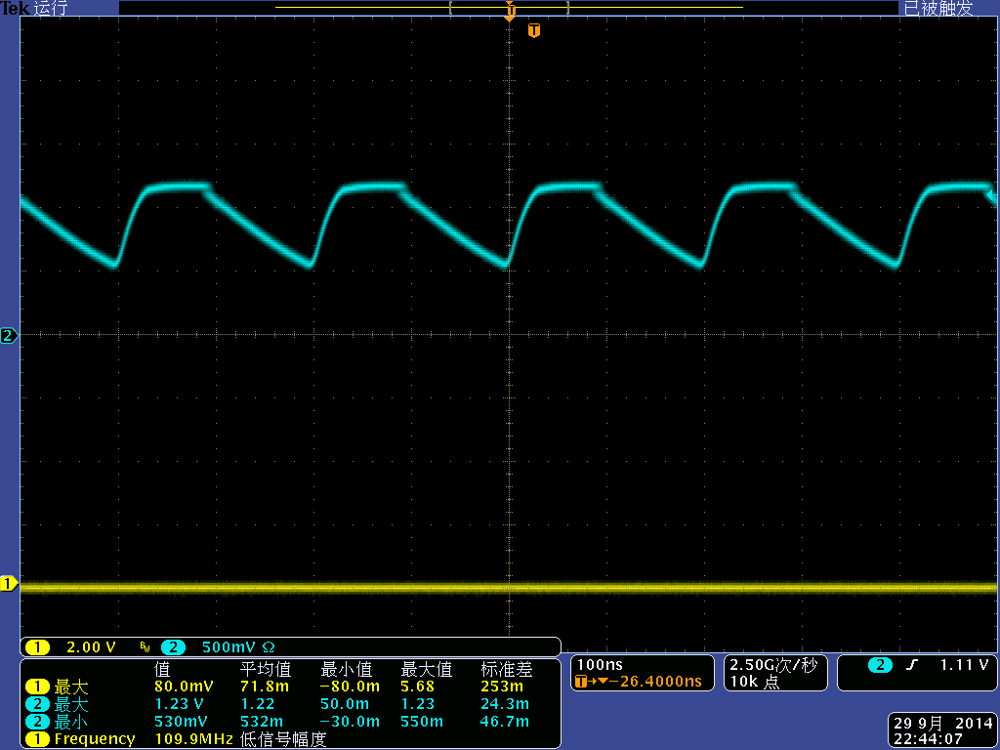 Tek 运行 已被触发
T
T
2
1
1 2.00 V BW 2 500mV Ω
值 平均值 最小值 最大值 标准差
1 最大 80.0mV 71.8m −80.0m 5.68 253m
2 最大 1.23 V 1.22 50.0m 1.23 24.3m
2 最小 530mV 532m −30.0m 550m 46.7m
1 Frequency 109.9MHz 低信号幅度
100ns
T→▼−26.4000ns
2.50G次/秒
10k 点
2 1.11 V
29 9月 2014
22:44:07